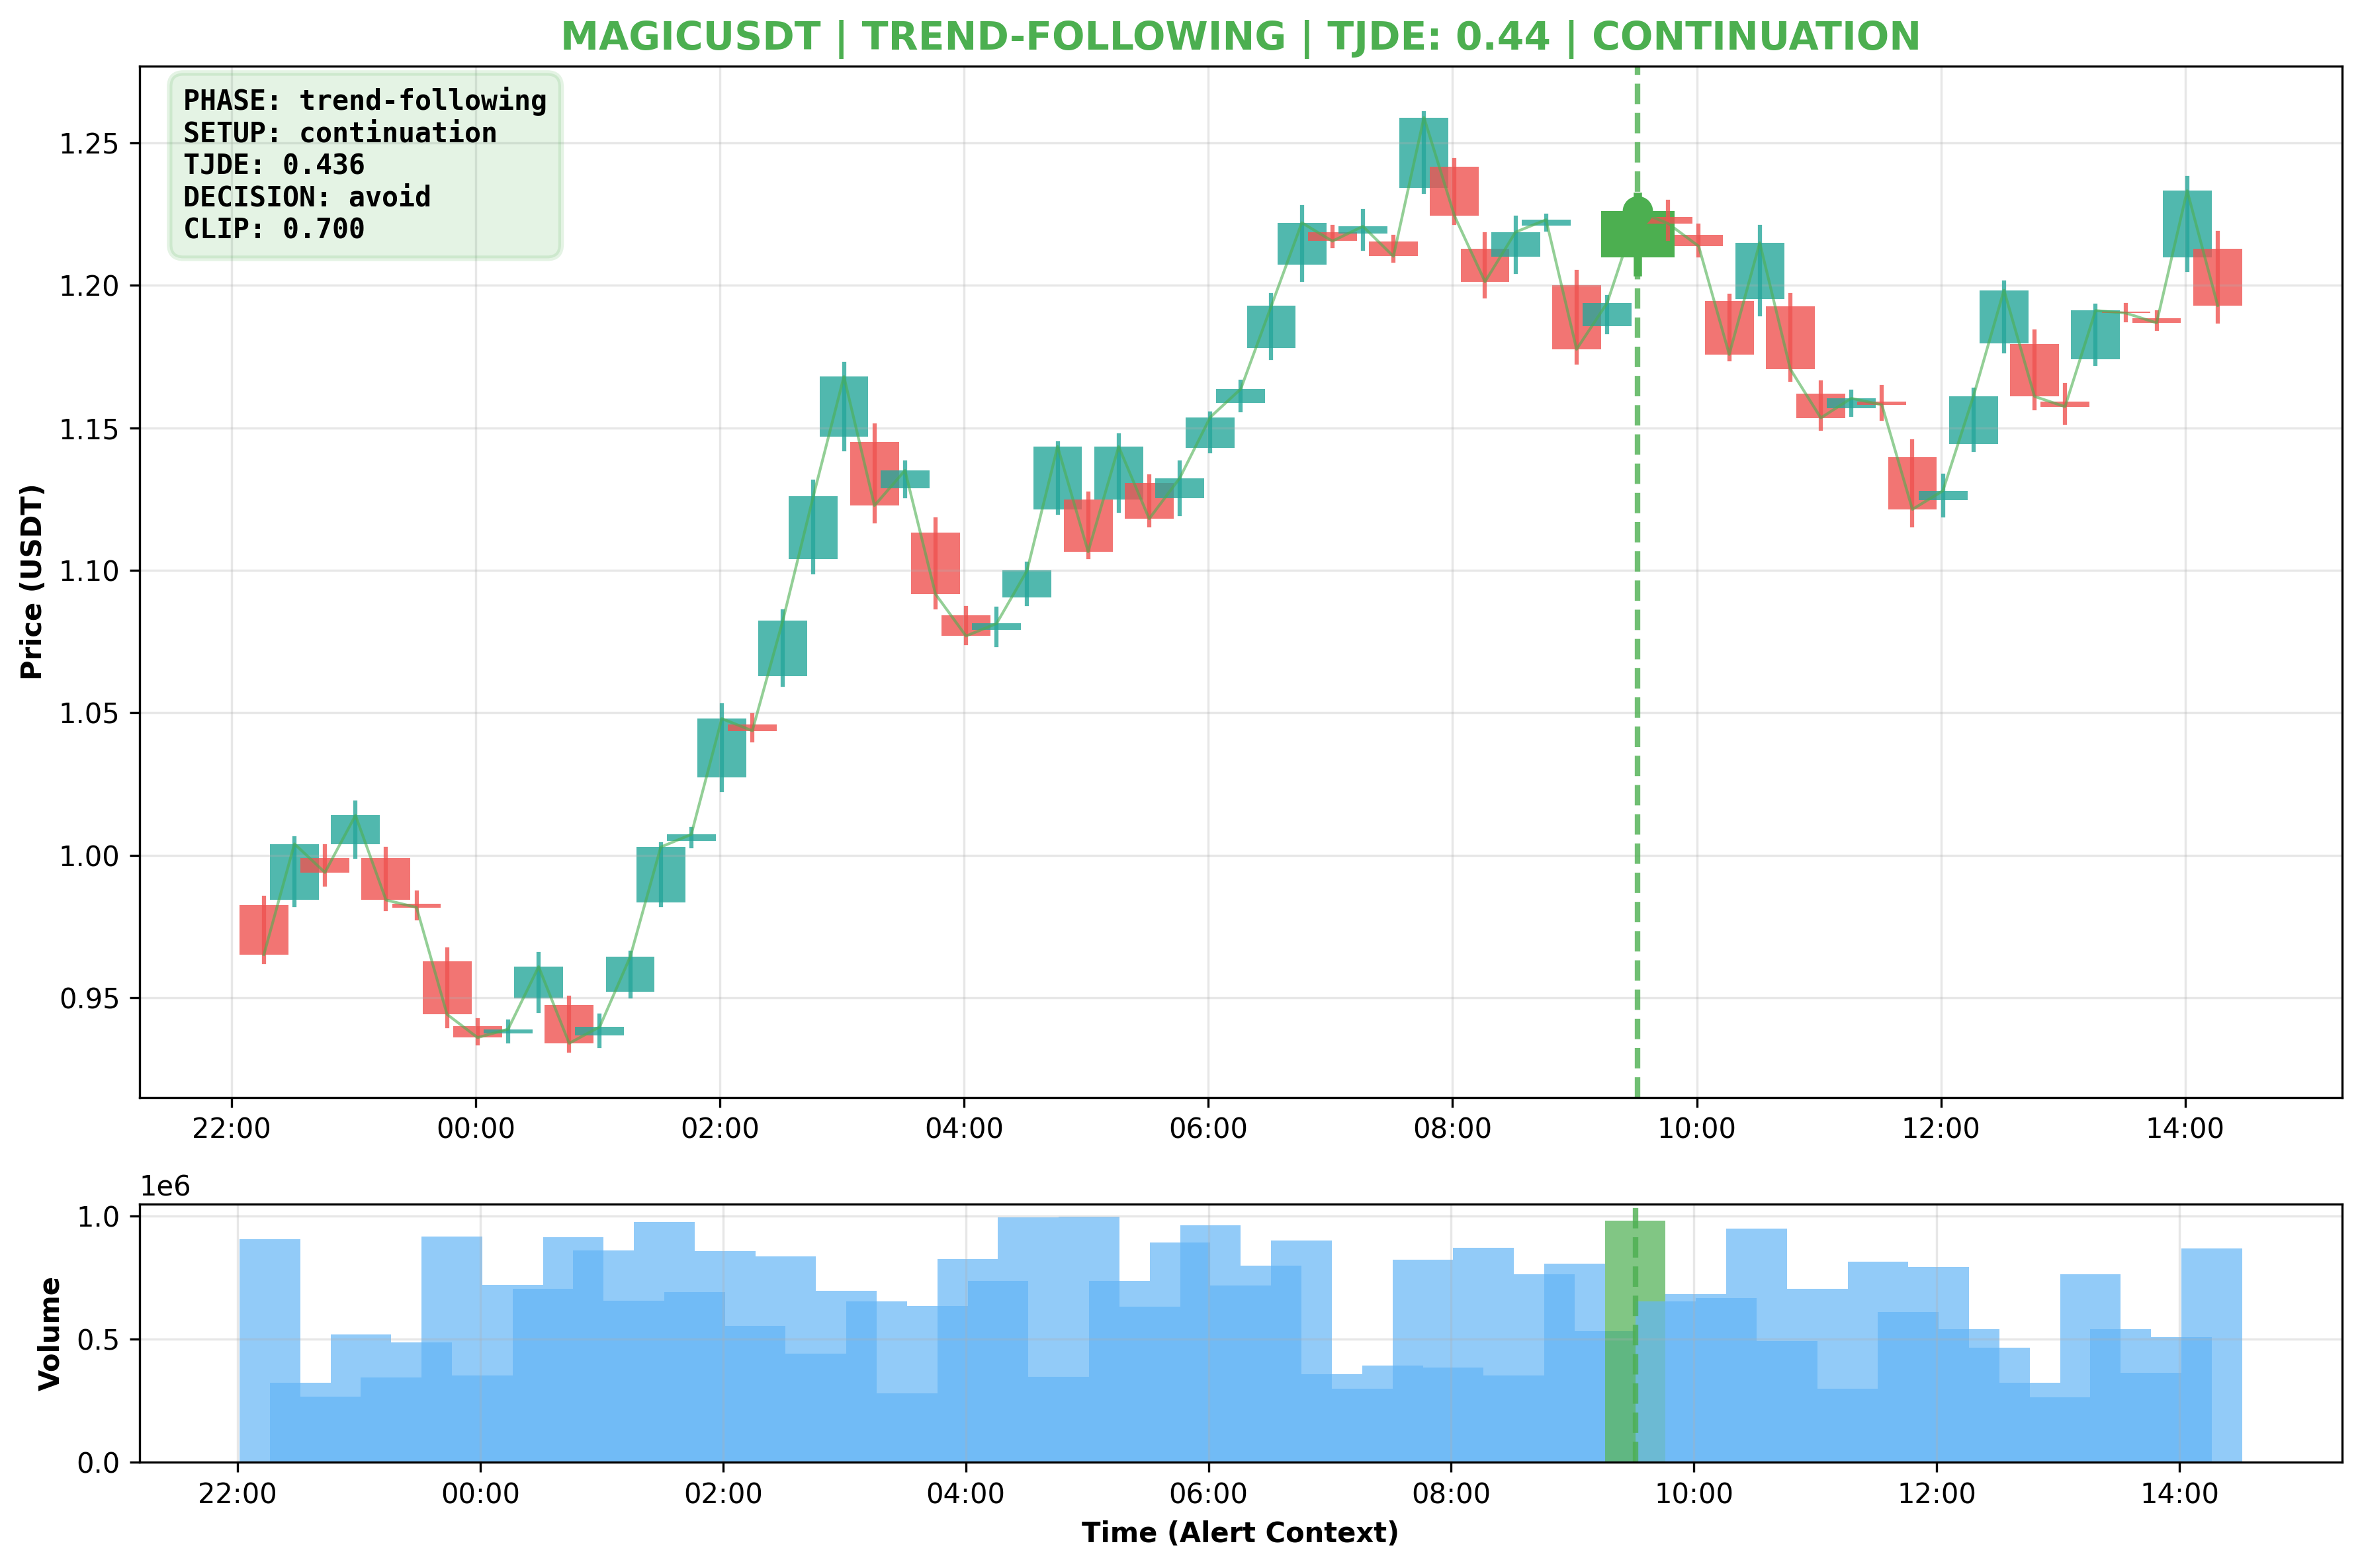 MAGICUSDT | TREND-FOLLOWING | TJDE: 0.44 | CONTINUATION
PHASE: trend-following
SETUP: continuation
TJDE: 0.436
DECISION: avoid
CLIP: 0.700
Price (USDT)
1.25
1.20
1.15
1.10
1.05
1.00
0.95
22:00 00:00 02:00 04:00 06:00 08:00 10:00 12:00 14:00
1e6
Volume
1.0
0.5
0.0
22:00 00:00 02:00 04:00 06:00 08:00 10:00 12:00 14:00
Time (Alert Context)